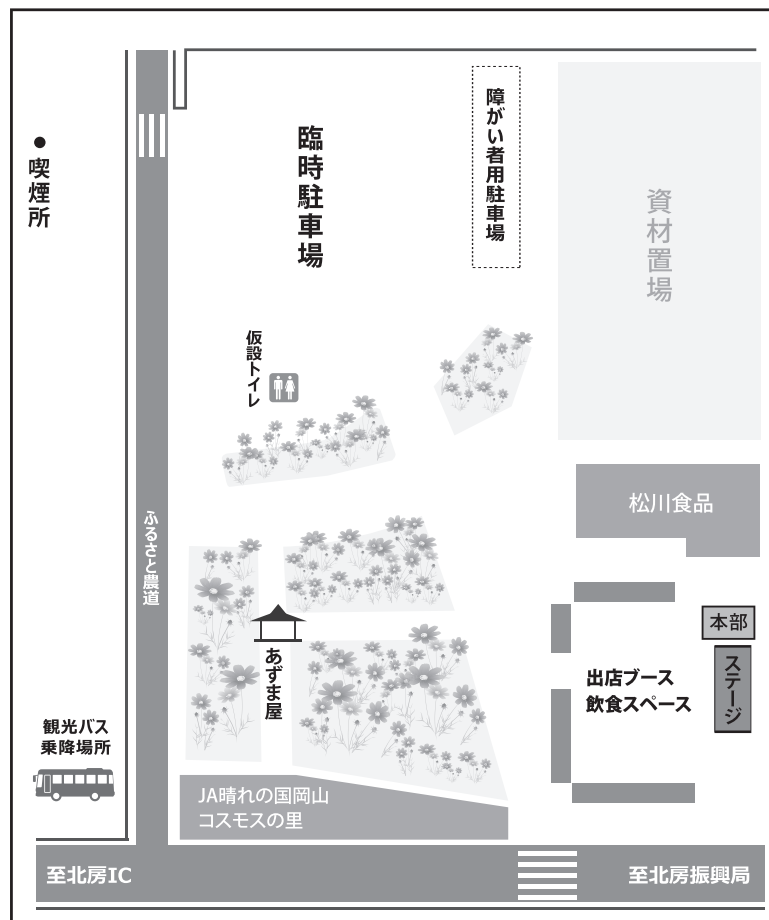 喫煙所
臨時駐車場
障がい者用駐車場
資材置場
仮設トイレ
松川食品
ふるさと農道
本部
ステージ
出店ブース
飲食スペース
あずま屋
観光バス
乗降場所
JA晴れの国岡山
コスモスの里
至北房IC
至北房振興局